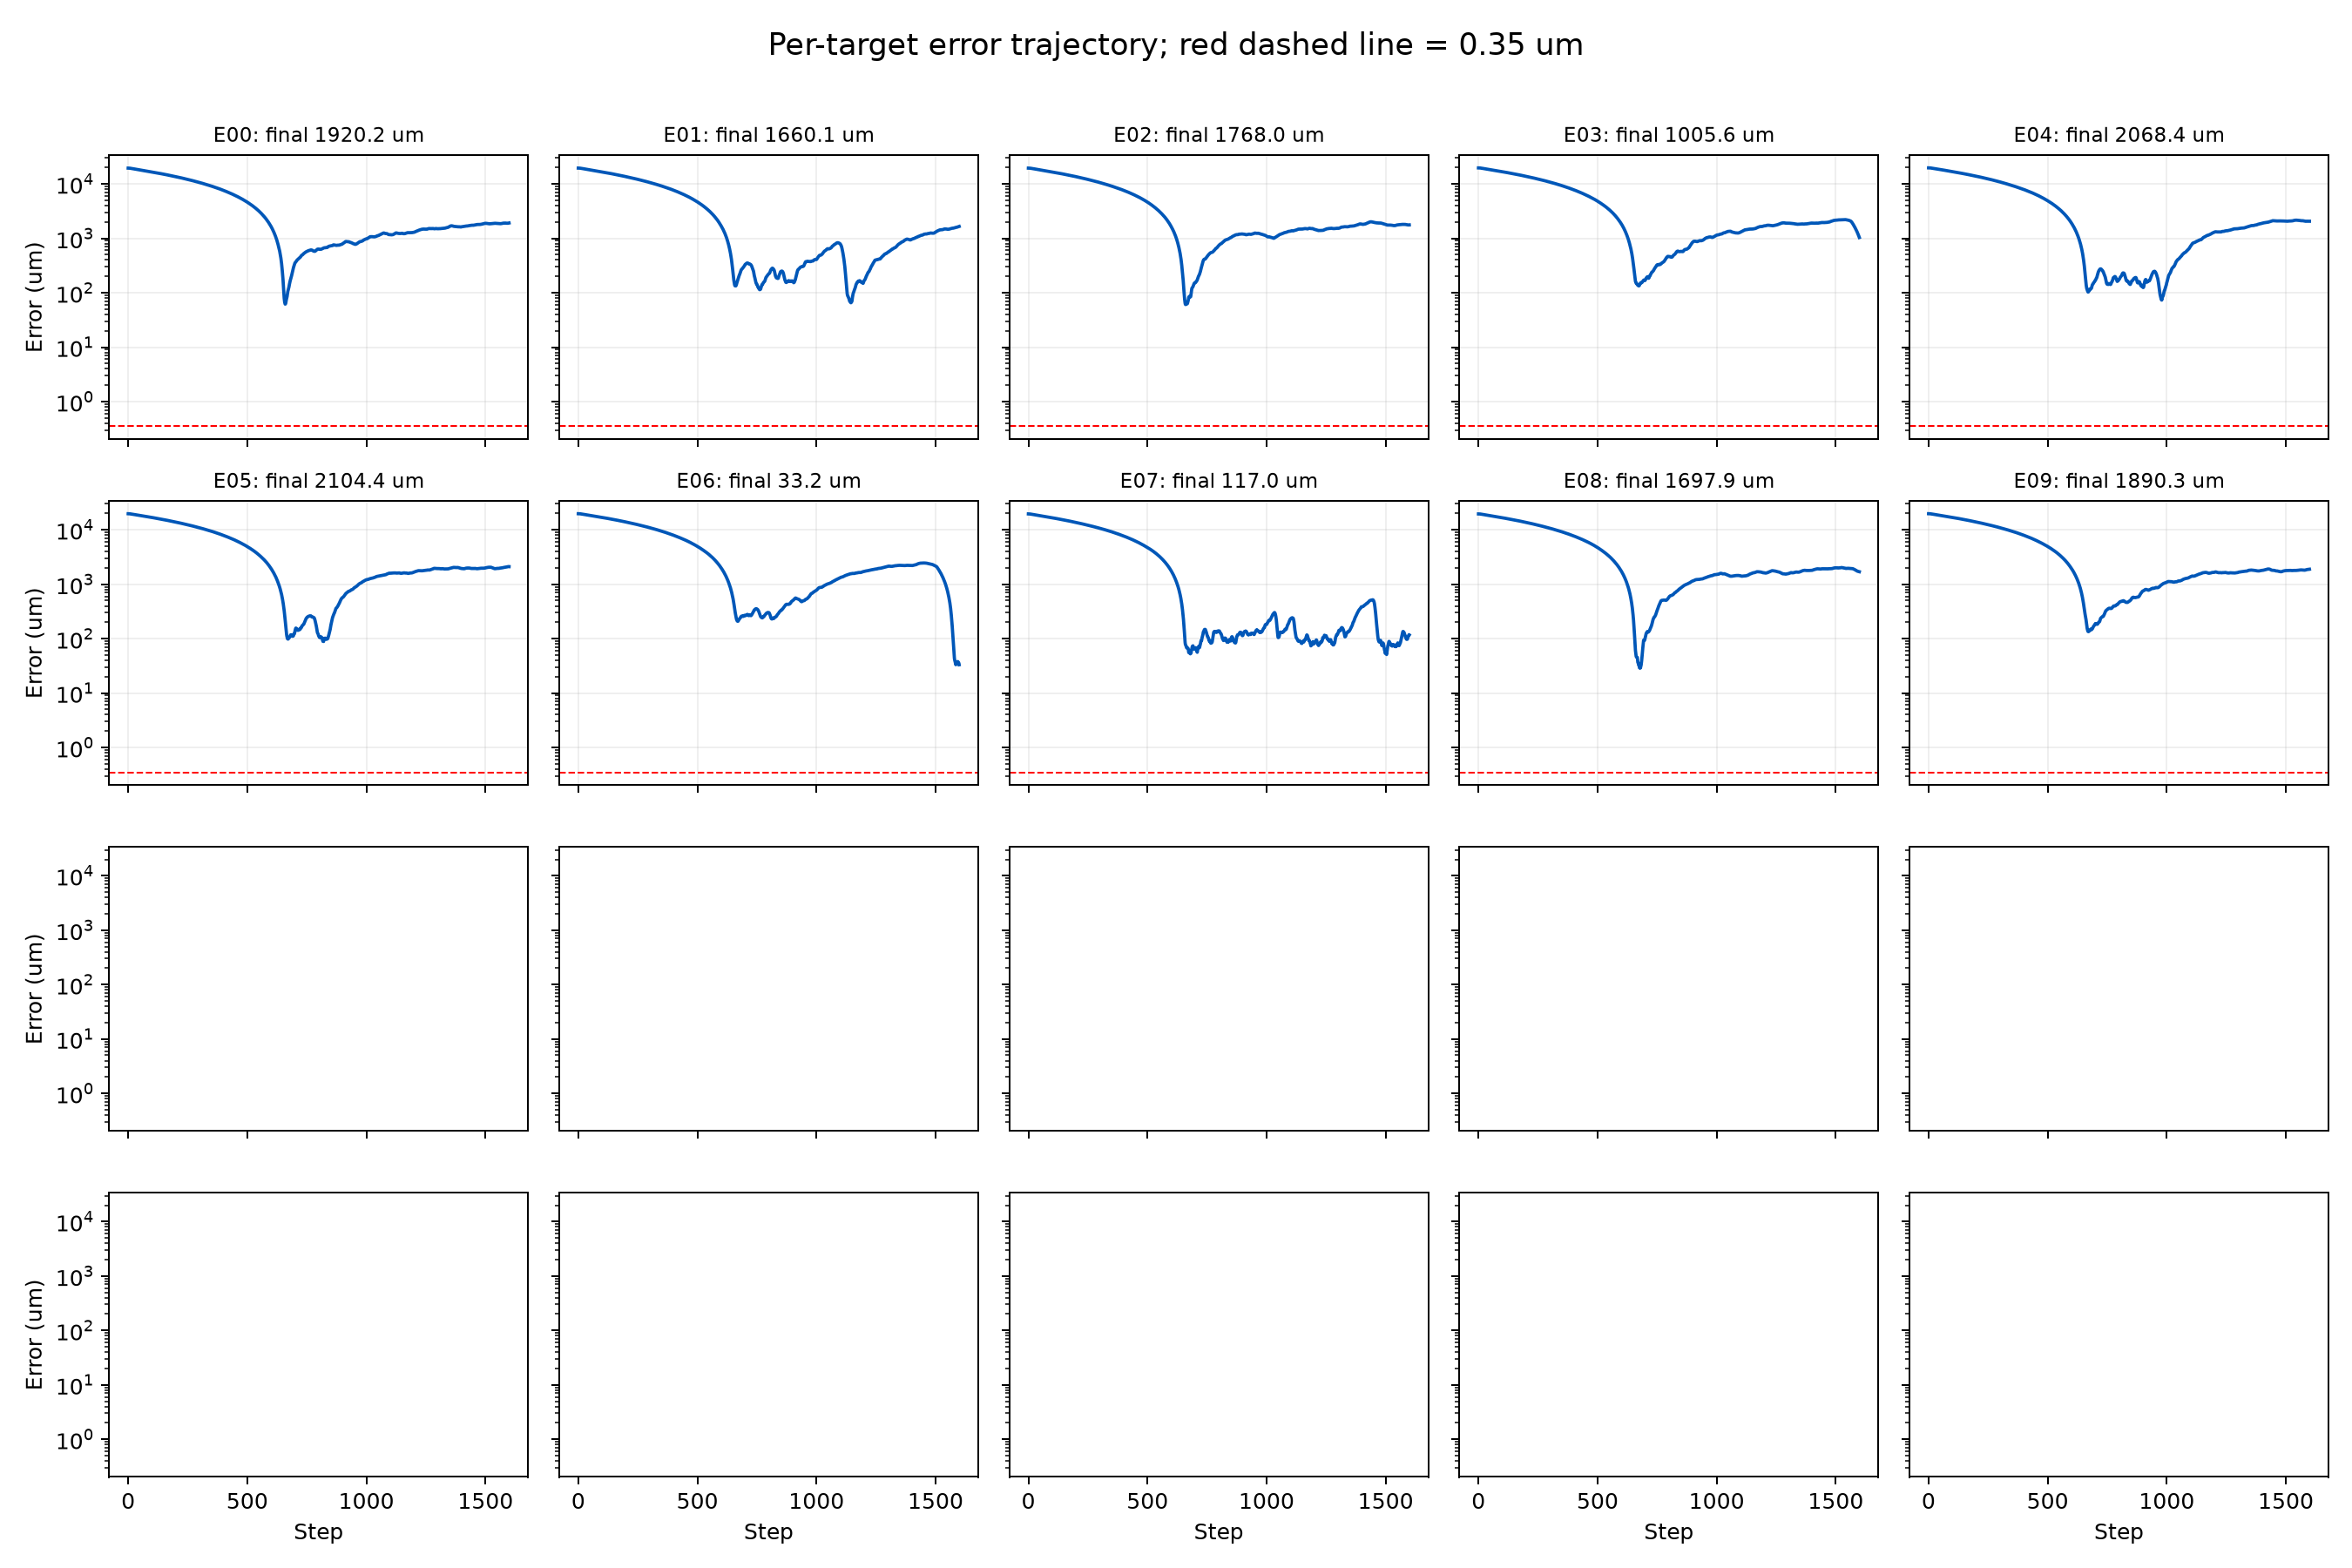 Per-target error trajectory; red dashed line = 0.35 um
E00: final 1920.2 um
E01: final 1660.1 um
E02: final 1768.0 um
E03: final 1005.6 um
E04: final 2068.4 um
Error (um)
10⁴
10³
10²
10¹
10⁰
E05: final 2104.4 um
E06: final 33.2 um
E07: final 117.0 um
E08: final 1697.9 um
E09: final 1890.3 um
Error (um)
10⁴
10³
10²
10¹
10⁰
Error (um)
10⁴
10³
10²
10¹
10⁰
Error (um)
10⁴
10³
10²
10¹
10⁰
0 500 1000 1500
0 500 1000 1500
0 500 1000 1500
0 500 1000 1500
0 500 1000 1500
Step
Step
Step
Step
Step